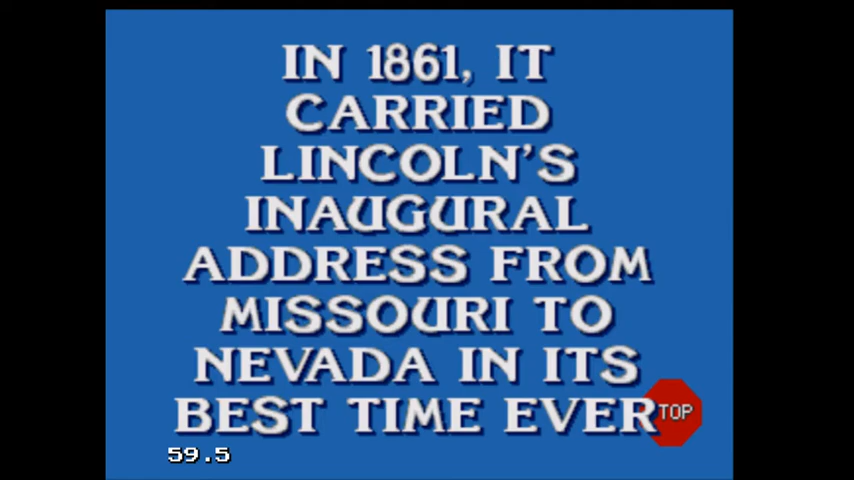 IN 1861, IT
CARRIED
LINCOLN'S
INAUGURAL
ADDRESS FROM
MISSOURI TO
NEVADA IN ITS
BEST TIME EVER
TOP
59.5